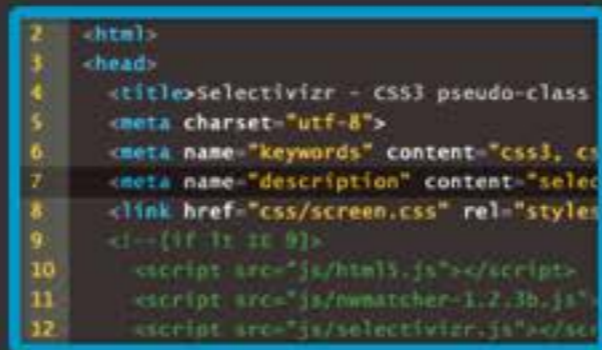 2 <html>
3 <head>
4 <title>Selectivizr - CSS3 pseudo-class
5 <meta charset="utf-8">
6 <meta name="keywords" content="css3, cs
7 <meta name="description" content="selec
8 <link href="css/screen.css" rel="styles
9 <!--[if lt IE 9]>
10 <script src="js/html5.js"></script>
11 <script src="js/nwmatcher-1.2.3b.js">
12 <script src="js/selectivizr.js"></scr